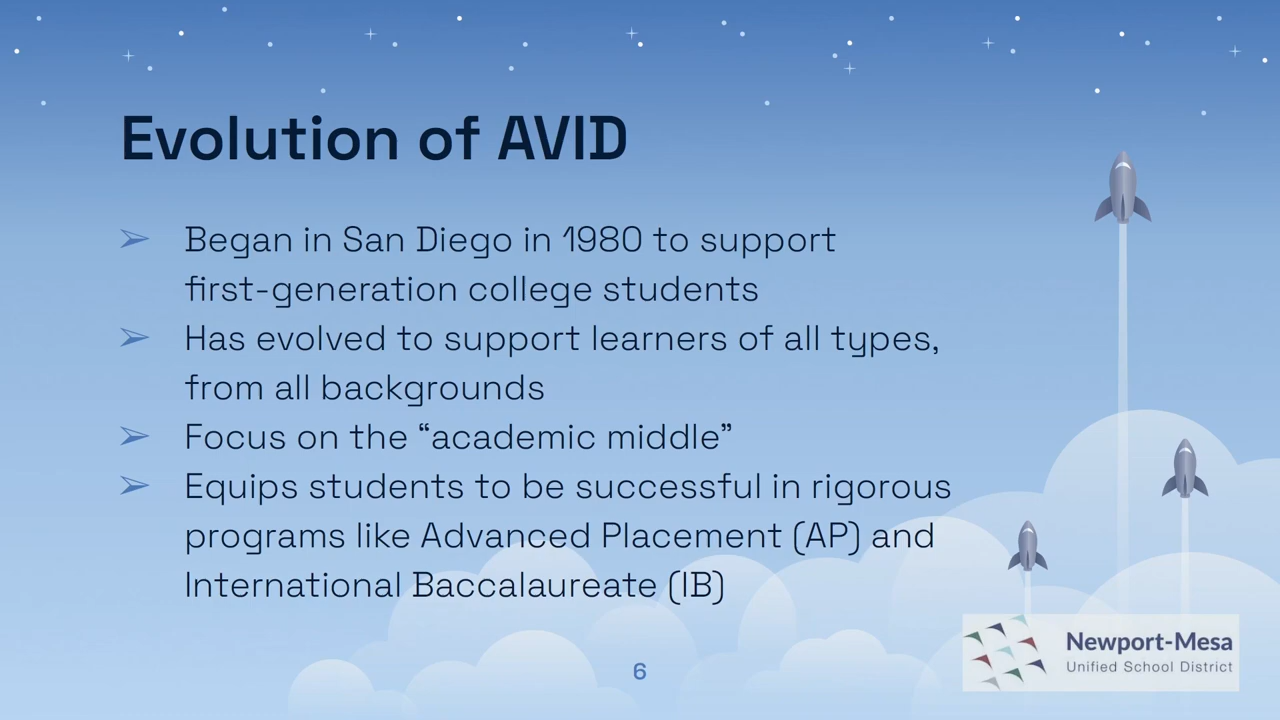 Evolution of AVID
➢ Began in San Diego in 1980 to support
first-generation college students
➢ Has evolved to support learners of all types,
from all backgrounds
➢ Focus on the “academic middle”
➢ Equips students to be successful in rigorous
programs like Advanced Placement (AP) and
International Baccalaureate (IB)
6
Newport-Mesa
Unified School District